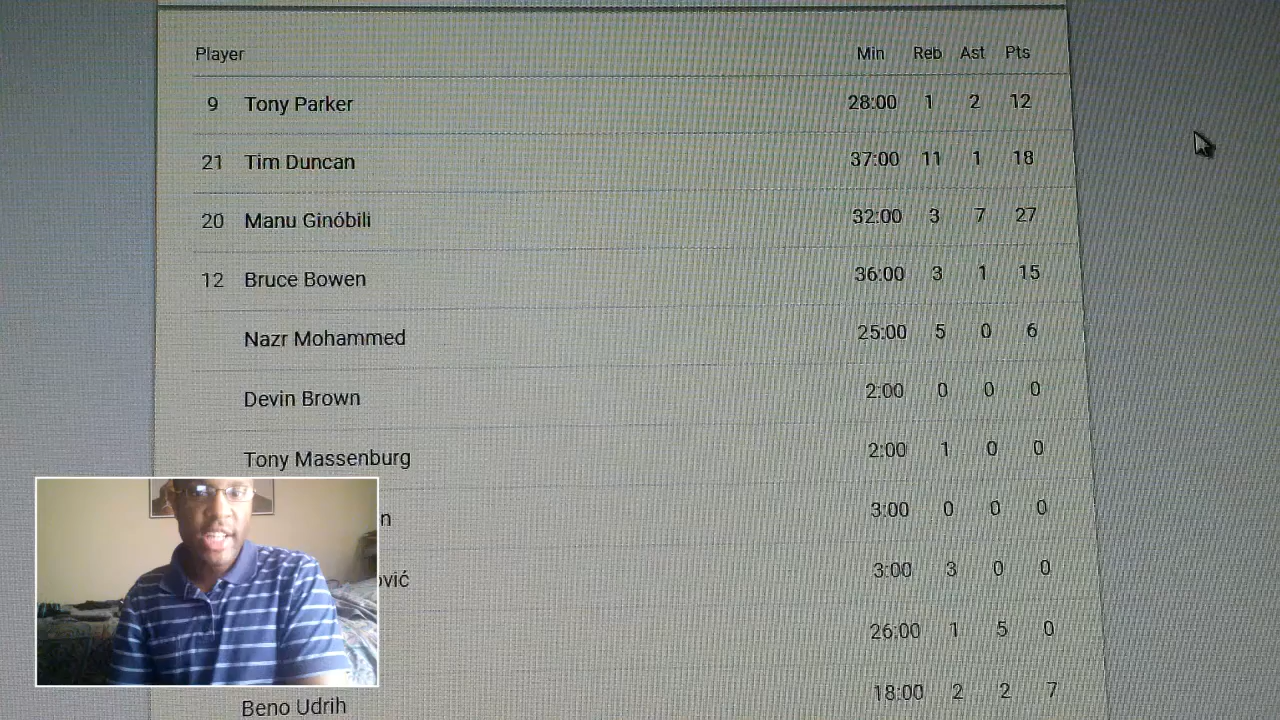 Player Min Reb Ast Pts
9 Tony Parker 28:00 1 2 12
21 Tim Duncan 37:00 11 1 18
20 Manu Ginóbili 32:00 3 7 27
12 Bruce Bowen 36:00 3 1 15
Nazr Mohammed 25:00 5 0 6
Devin Brown 2:00 0 0 0
Tony Massenburg 2:00 1 0 0
n 3:00 0 0 0
ović 3:00 3 0 0
26:00 1 5 0
Beno Udrih 18:00 2 2 7